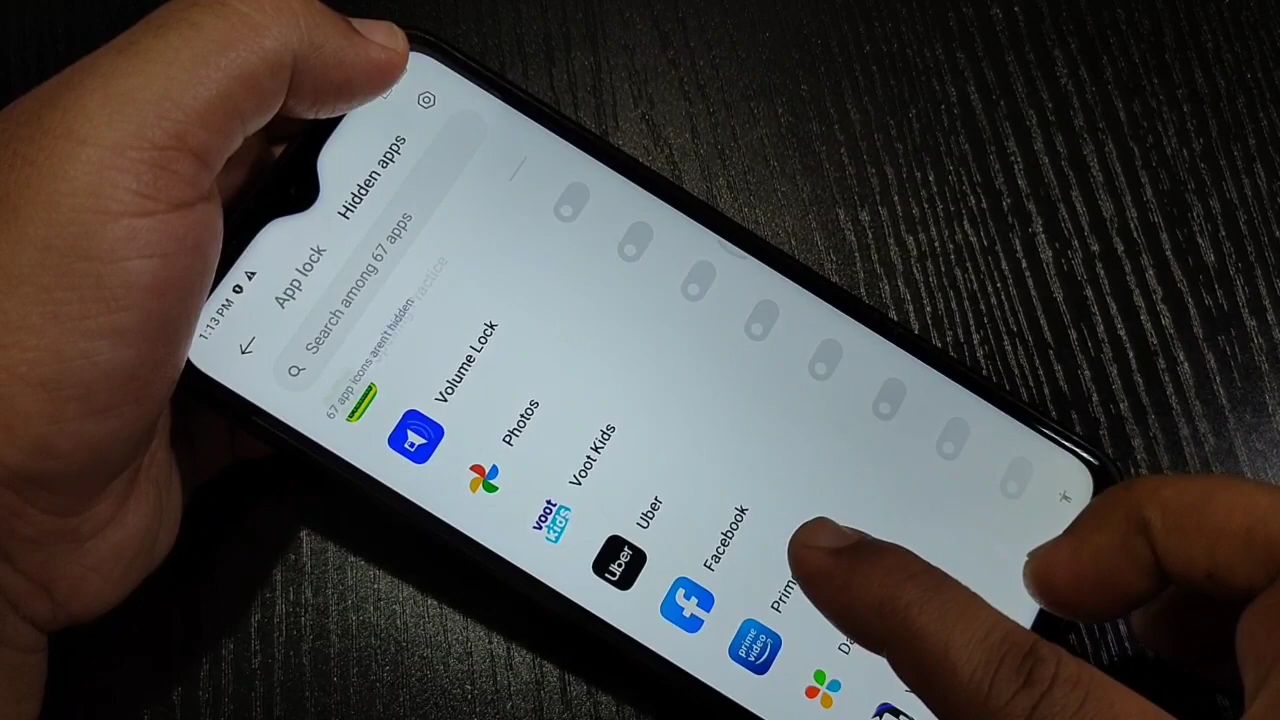 1:13 PM
App lock
Hidden apps
Search among 67 apps
67 app icons aren't hidden
Volume Lock
Photos
voot
kids
Voot Kids
Uber
Uber
Facebook
prime
video